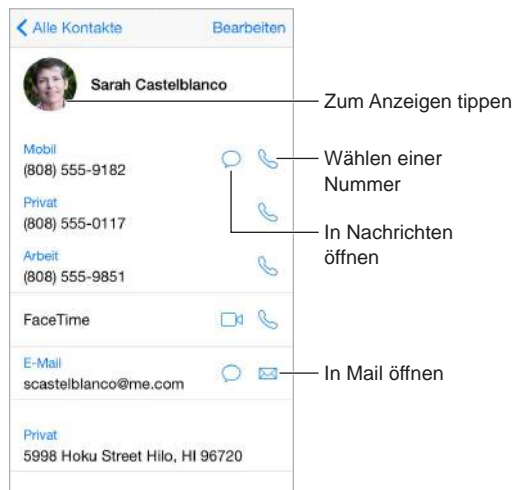 Alle Kontakte Bearbeiten
Sarah Castelblanco
Zum Anzeigen tippen
Mobil
(808) 555-9182
Wählen einer
Nummer
Privat
(808) 555-0117
In Nachrichten
öffnen
Arbeit
(808) 555-9851
FaceTime
E-Mail
scastelblanco@me.com
In Mail öffnen
Privat
5998 Hoku Street Hilo, HI 96720